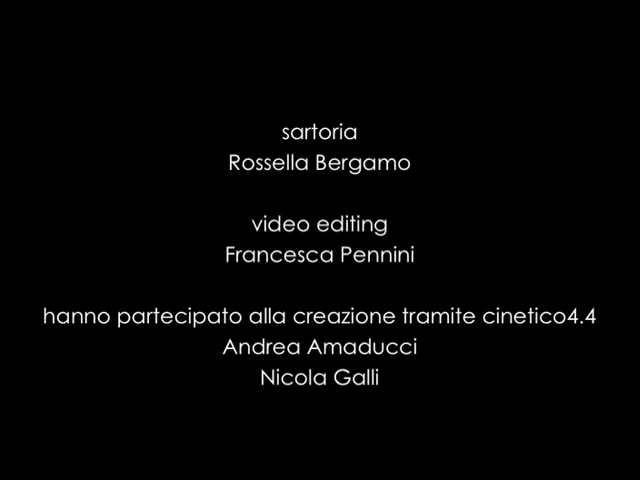 sartoria
Rossella Bergamo
video editing
Francesca Pennini
hanno partecipato alla creazione tramite cinetico4.4
Andrea Amaducci
Nicola Galli